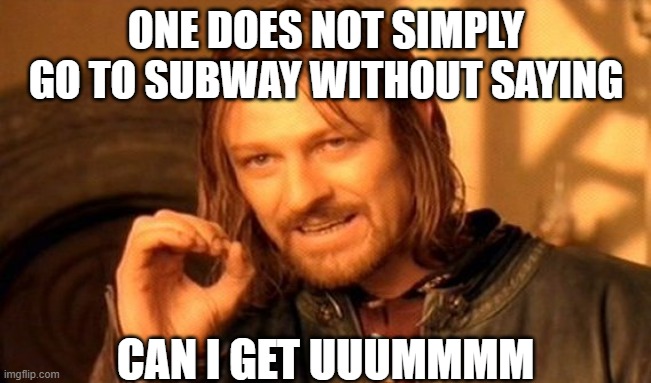 ONE DOES NOT SIMPLY
GO TO SUBWAY WITHOUT SAYING
CAN I GET UUUMMMM
imgflip.com